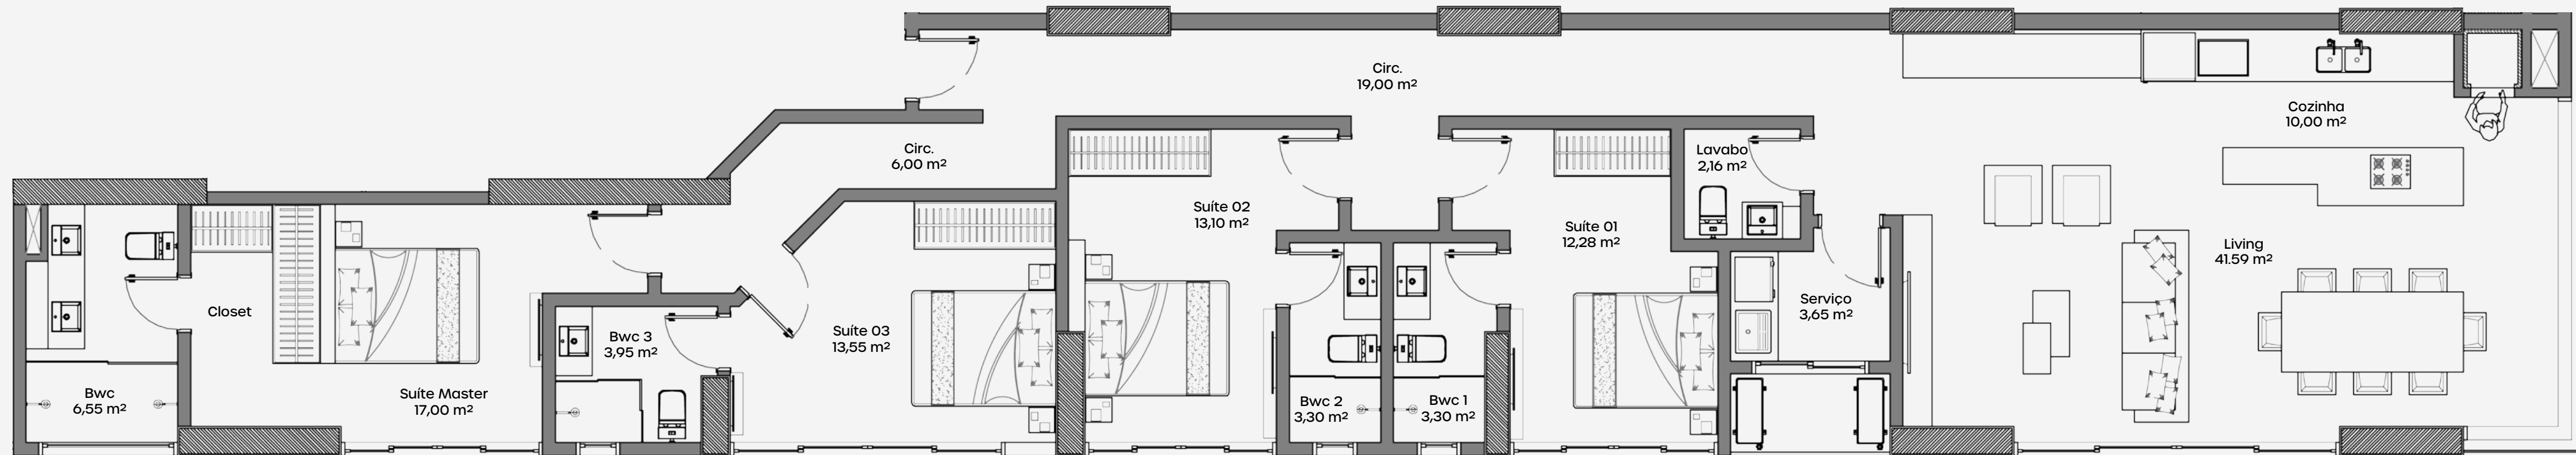 Circ.
19,00 m²
Cozinha
10,00 m²
Circ.
6,00 m²
Lavabo
2,16 m²
Suíte 02
13,10 m²
Suíte 01
12,28 m²
Living
41.59 m²
Closet
Serviço
3,65 m²
Suíte 03
13,55 m²
Bwc 3
3,95 m²
Bwc
6,55 m²
Suíte Master
17,00 m²
Bwc 2
3,30 m²
Bwc 1
3,30 m²